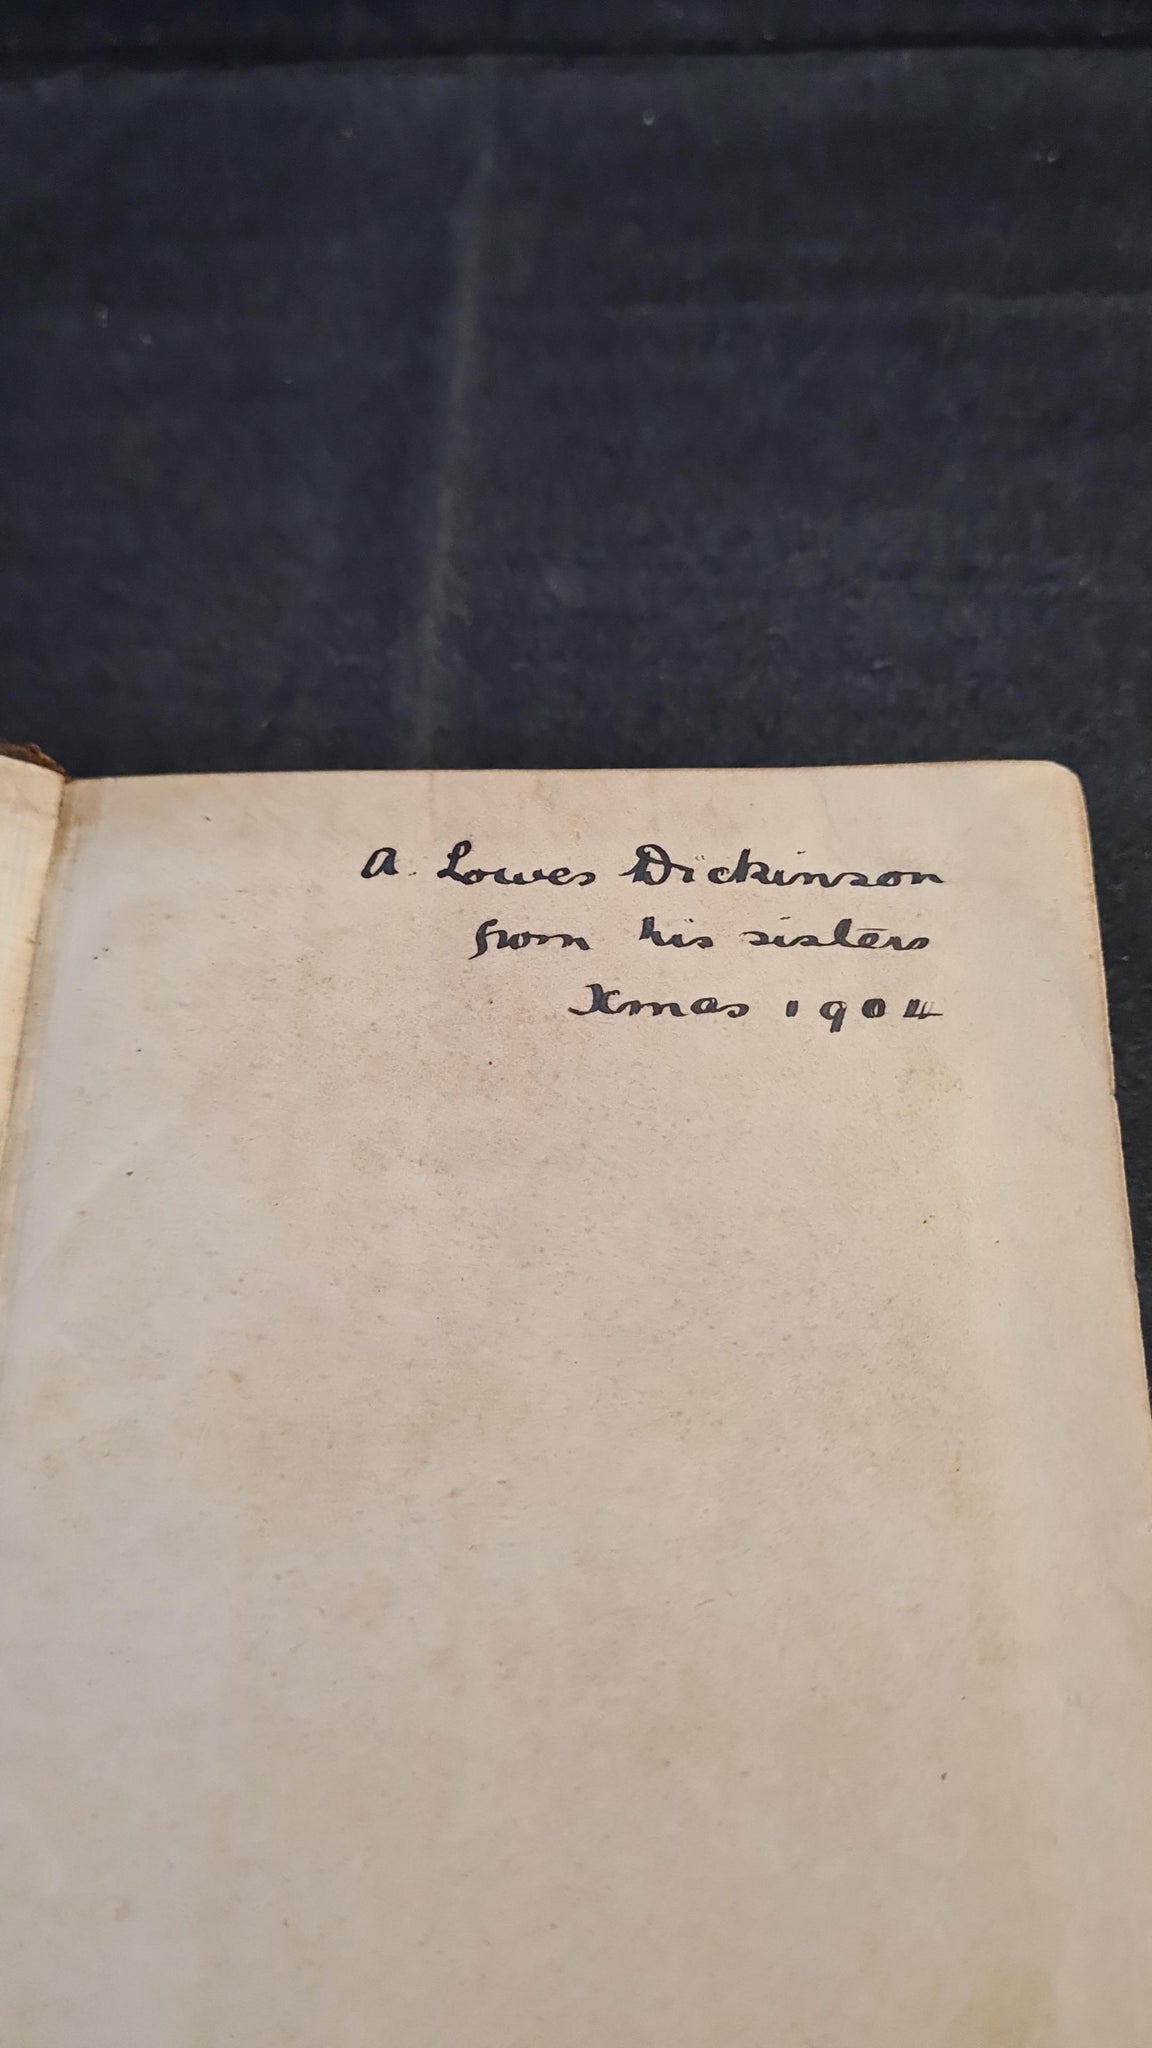 A. Lowes Dickinson
from his sisters
Xmas 1904